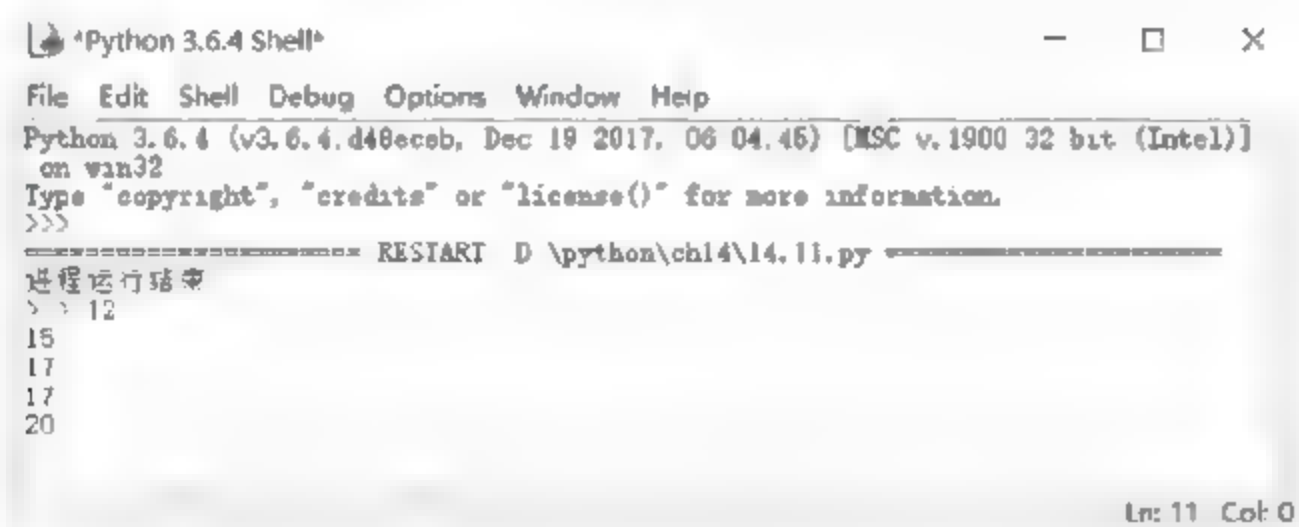 *Python 3.6.4 Shell*
File Edit Shell Debug Options Window Help
Python 3.6.4 (v3.6.4:d48eceb, Dec 19 2017, 06:04:45) [MSC v.1900 32 bit (Intel)]
on win32
Type "copyright", "credits" or "license()" for more information.
>>>
======================= RESTART: D:\python\ch14\14.11.py =======================
进程运行结束
>>> 12
15
17
17
20
Ln: 11 Col: 0